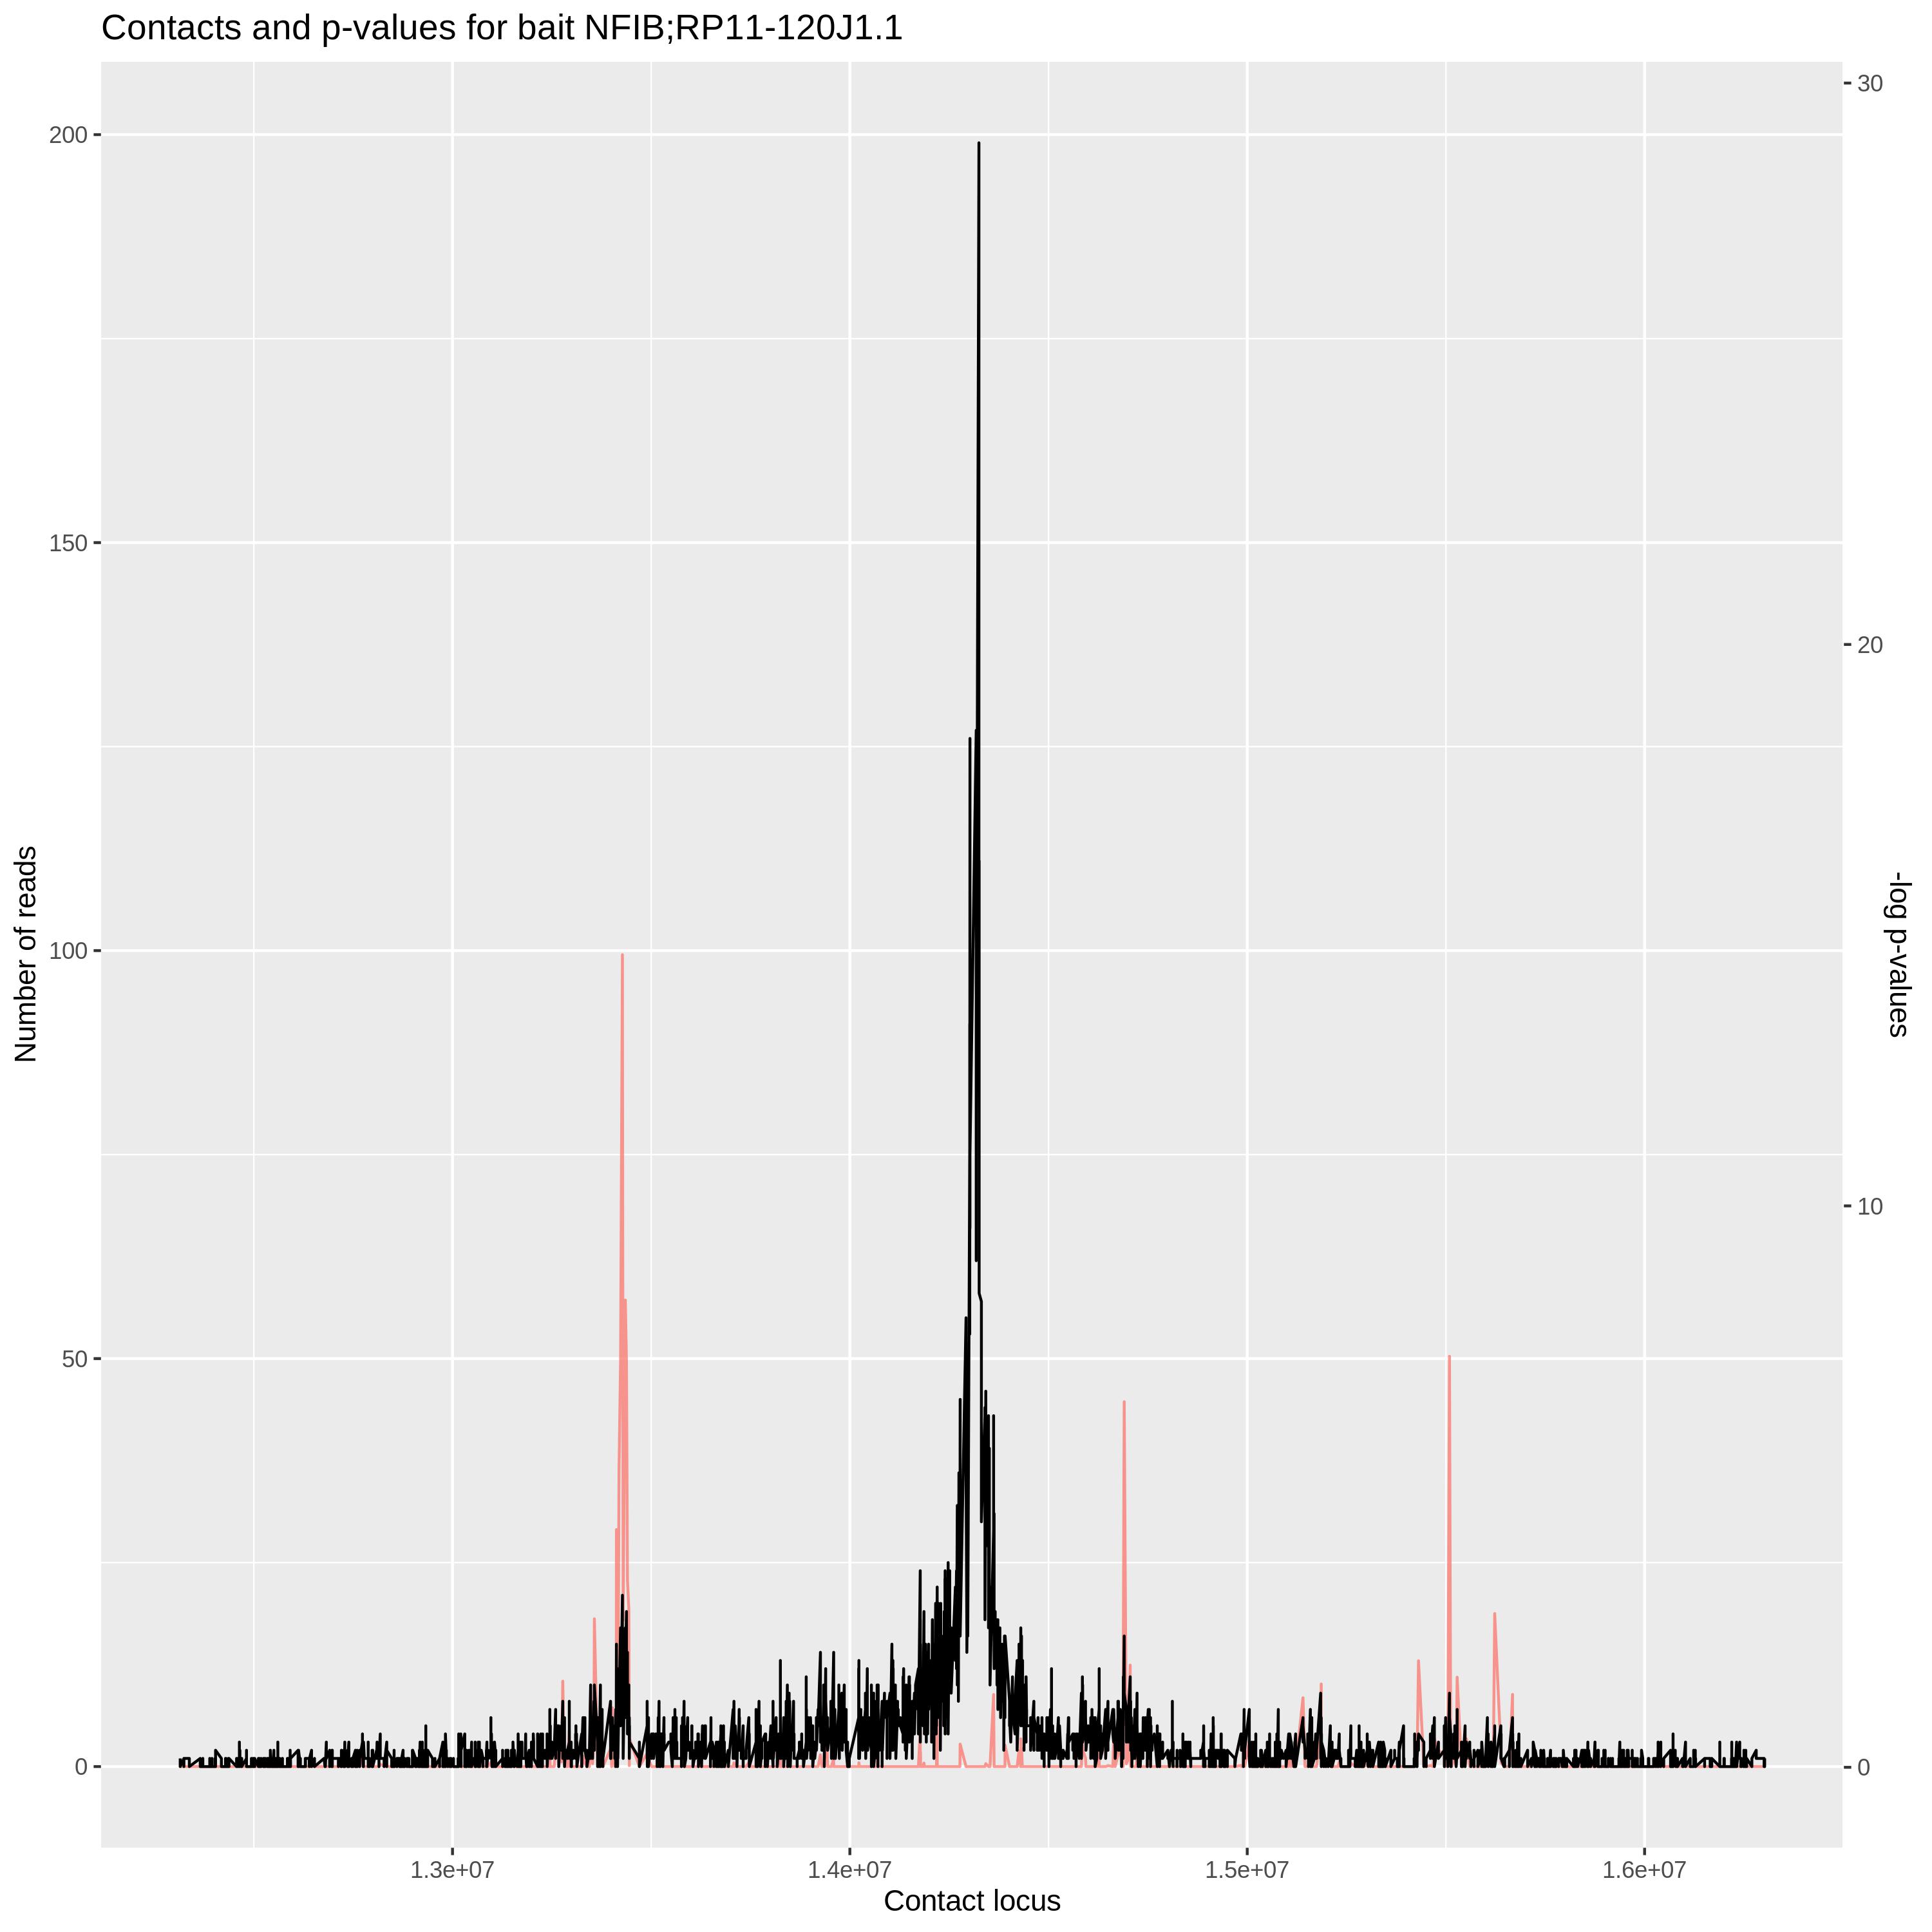 Contacts and p-values for bait NFIB;RP11-120J1.1
200
150
100
50
0
Number of reads
30
20
10
0
-log p-values
1.3e+07
1.4e+07
1.5e+07
1.6e+07
Contact locus